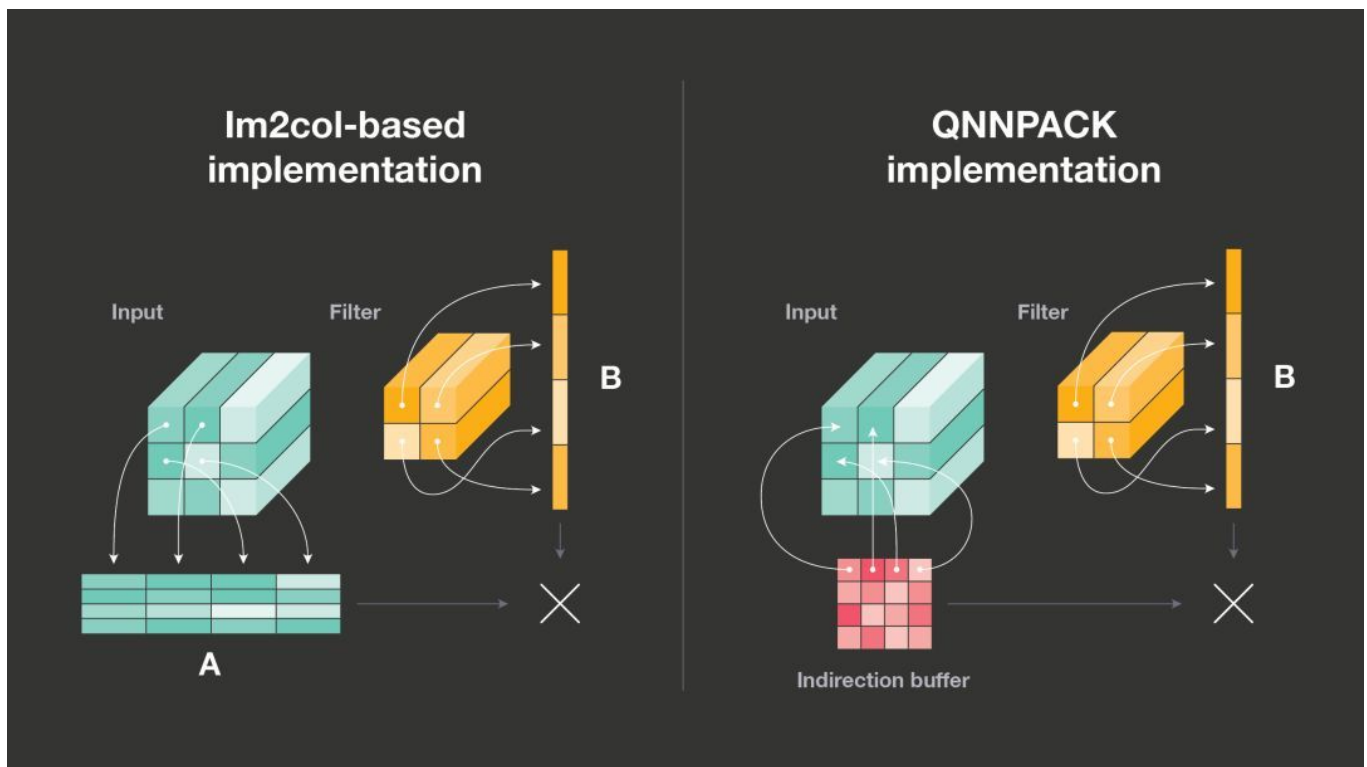 Im2col-based
implementation
Input
Filter
B
A
QNNPACK
implementation
Input
Filter
B
Indirection buffer